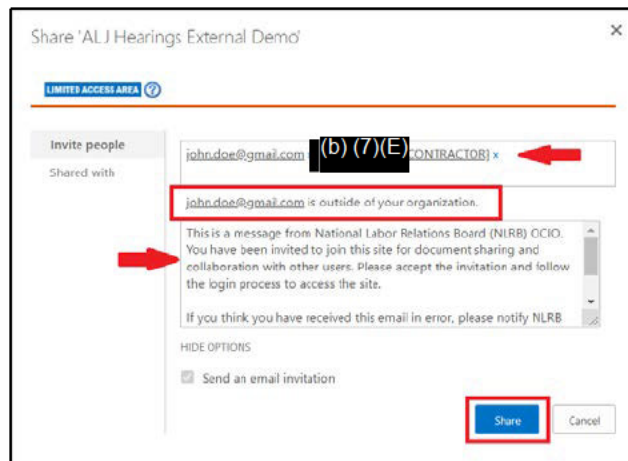 Share 'ALJ Hearings External Demo'
LIMITED ACCESS AREA ?
Invite people
Shared with
john.doe@gmail.com (b) (7)(E) CONTRACTOR] x
john.doe@gmail.com is outside of your organization.
This is a message from National Labor Relations Board (NLRB) OCIO.
You have been invited to join this site for document sharing and
collaboration with other users. Please accept the invitation and follow
the login process to access the site.
If you think you have received this email in error, please notify NLRB
HIDE OPTIONS
Send an email invitation
Share
Cancel